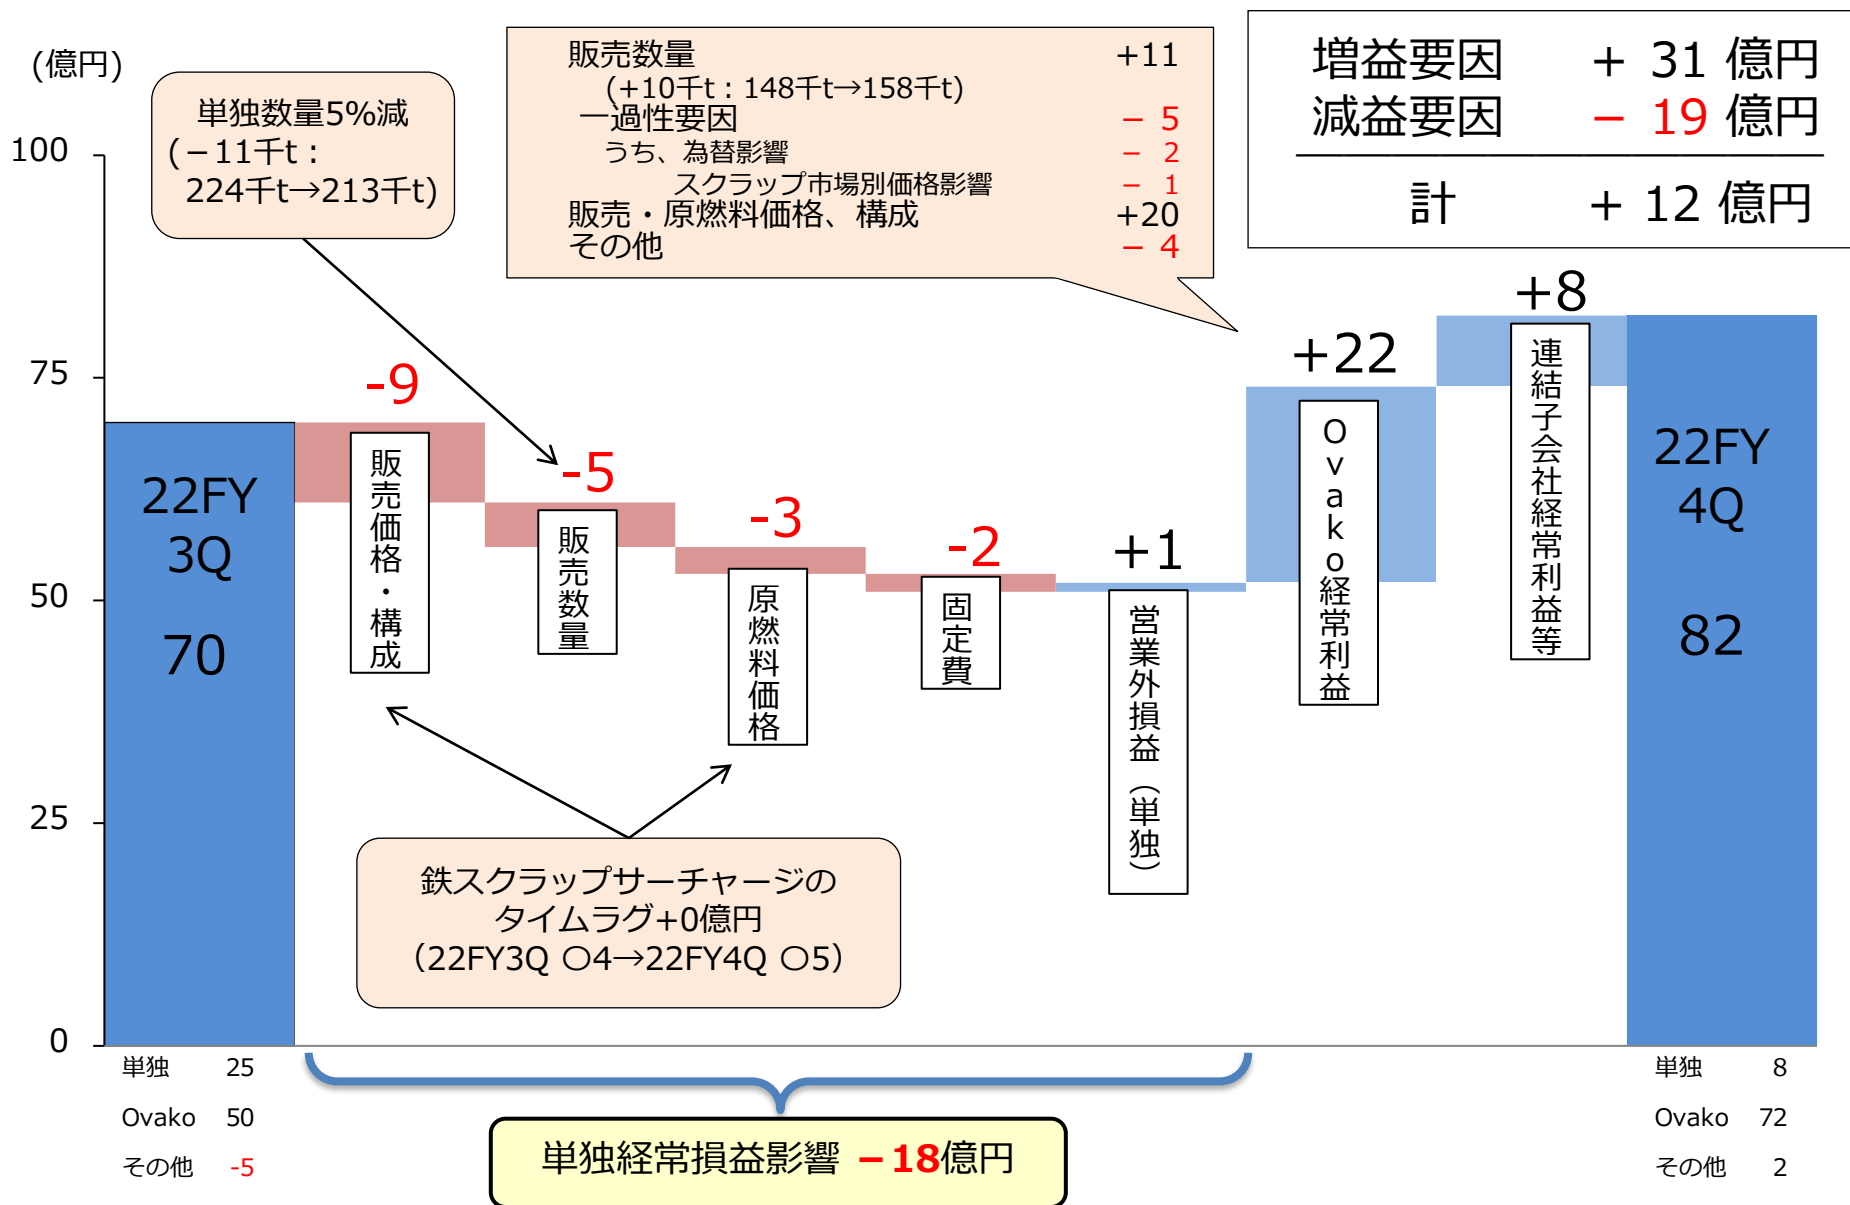 (億円)
100
75
50
25
0
単独数量5%減
(－11千t：
224千t→213千t)
販売数量 +11
(+10千t：148千t→158千t)
一過性要因 － 5
うち、為替影響 － 2
スクラップ市場別価格影響 － 1
販売・原燃料価格、構成 +20
その他 － 4
増益要因 + 31 億円
減益要因 － 19 億円
計 + 12 億円
22FY
3Q
70
-9
販売価格・構成
-5
販売数量
-3
原燃料価格
-2
固定費
+1
営業外損益（単独）
+22
Ovako経常利益
+8
連結子会社経常利益等
22FY
4Q
82
鉄スクラップサーチャージの
タイムラグ+0億円
（22FY3Q ○4→22FY4Q ○5）
単独 25
Ovako 50
その他 -5
単独経常損益影響 －18億円
単独 8
Ovako 72
その他 2